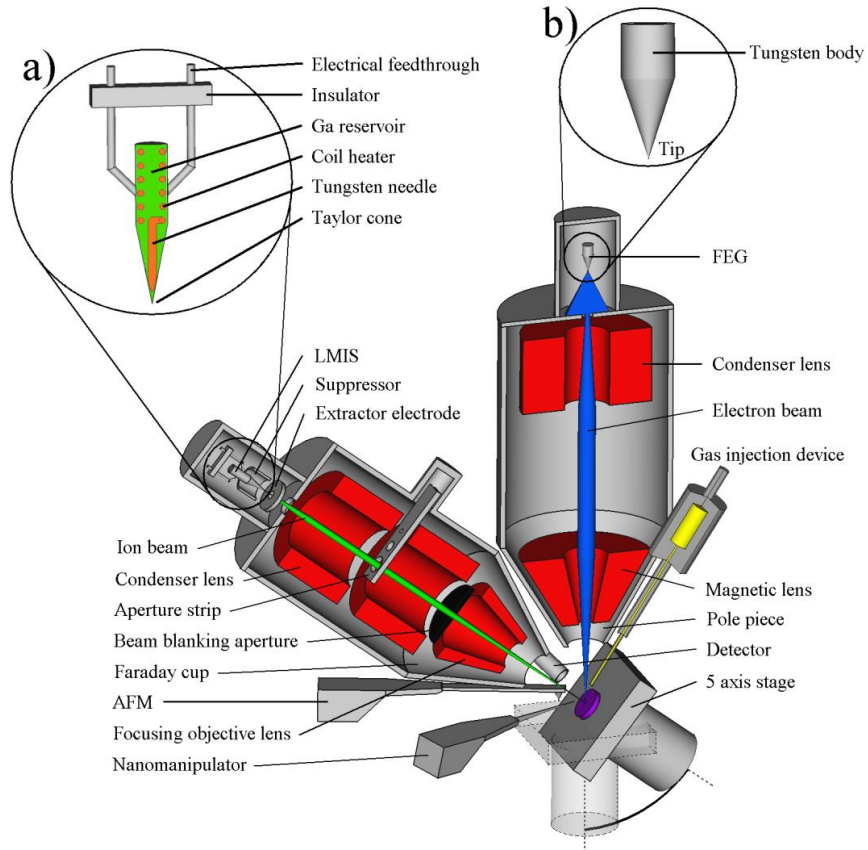 a)
Electrical feedthrough
Insulator
Ga reservoir
Coil heater
Tungsten needle
Taylor cone
b)
Tungsten body
Tip
FEG
Condenser lens
Electron beam
Gas injection device
Magnetic lens
Pole piece
Detector
5 axis stage
LMIS
Suppressor
Extractor electrode
Ion beam
Condenser lens
Aperture strip
Beam blanking aperture
Faraday cup
AFM
Focusing objective lens
Nanomanipulator